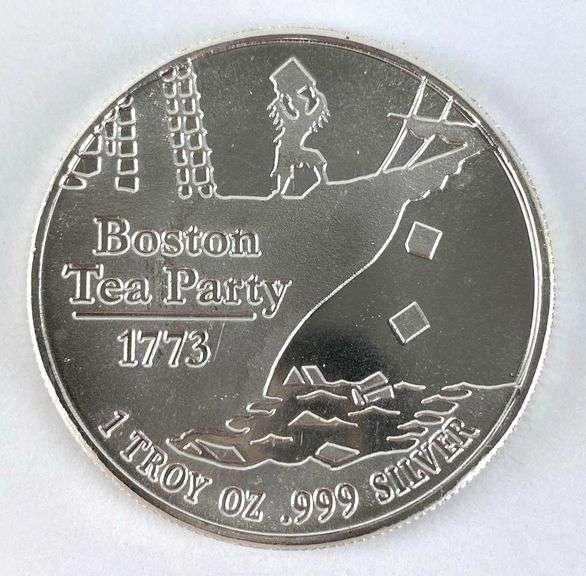 Boston
Tea Party
1773
1 TROY OZ .999 SILVER